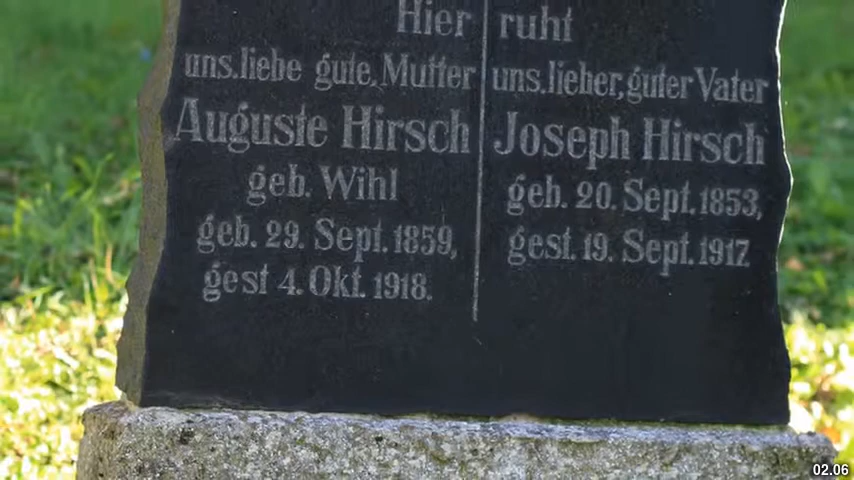 Hier ruht
uns. liebe gute, Mutter
Auguste Hirsch
geb. Wihl
geb. 29. Sept. 1859,
gest 4. Okt. 1918.
uns. lieber, guter Vater
Joseph Hirsch
geb. 20. Sept. 1853,
gest. 19. Sept. 1917
02.06